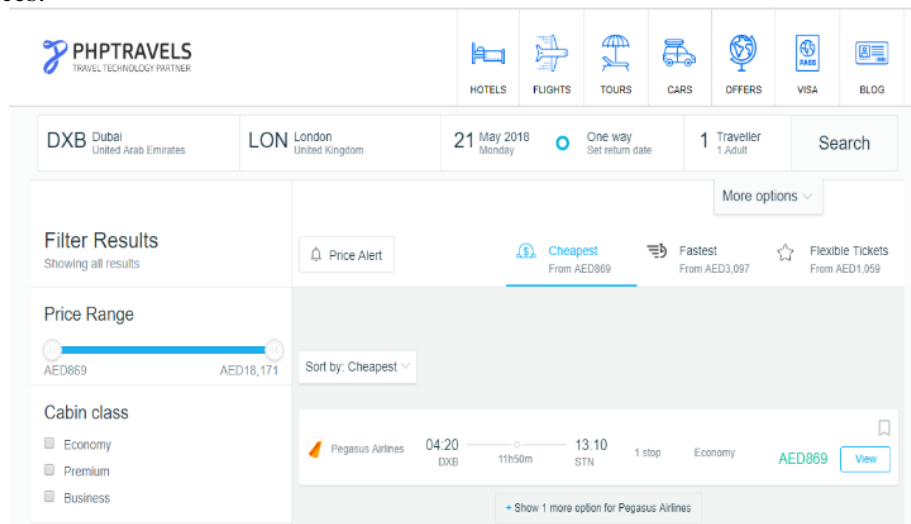 PHPTRAVELS
TRAVEL TECHNOLOGY PARTNER
HOTELS
FLIGHTS
TOURS
CARS
OFFERS
PASS
VISA
BLOG
DXB Dubai
United Arab Emirates
LON London
United Kingdom
21 May 2018
Monday
One way
Set return date
1 Traveller
1 Adult
Search
More options
Filter Results
Showing all results
Price Alert
Cheapest
From AED869
Fastest
From AED3,097
Flexible Tickets
From AED1,059
Price Range
AED869
AED18,171
Sort by: Cheapest
Cabin class
Economy
Premium
Business
Pegasus Airlines
04:20
DXB
11h50m
13:10
STN
1 stop
Economy
AED869
View
+ Show 1 more option for Pegasus Airlines